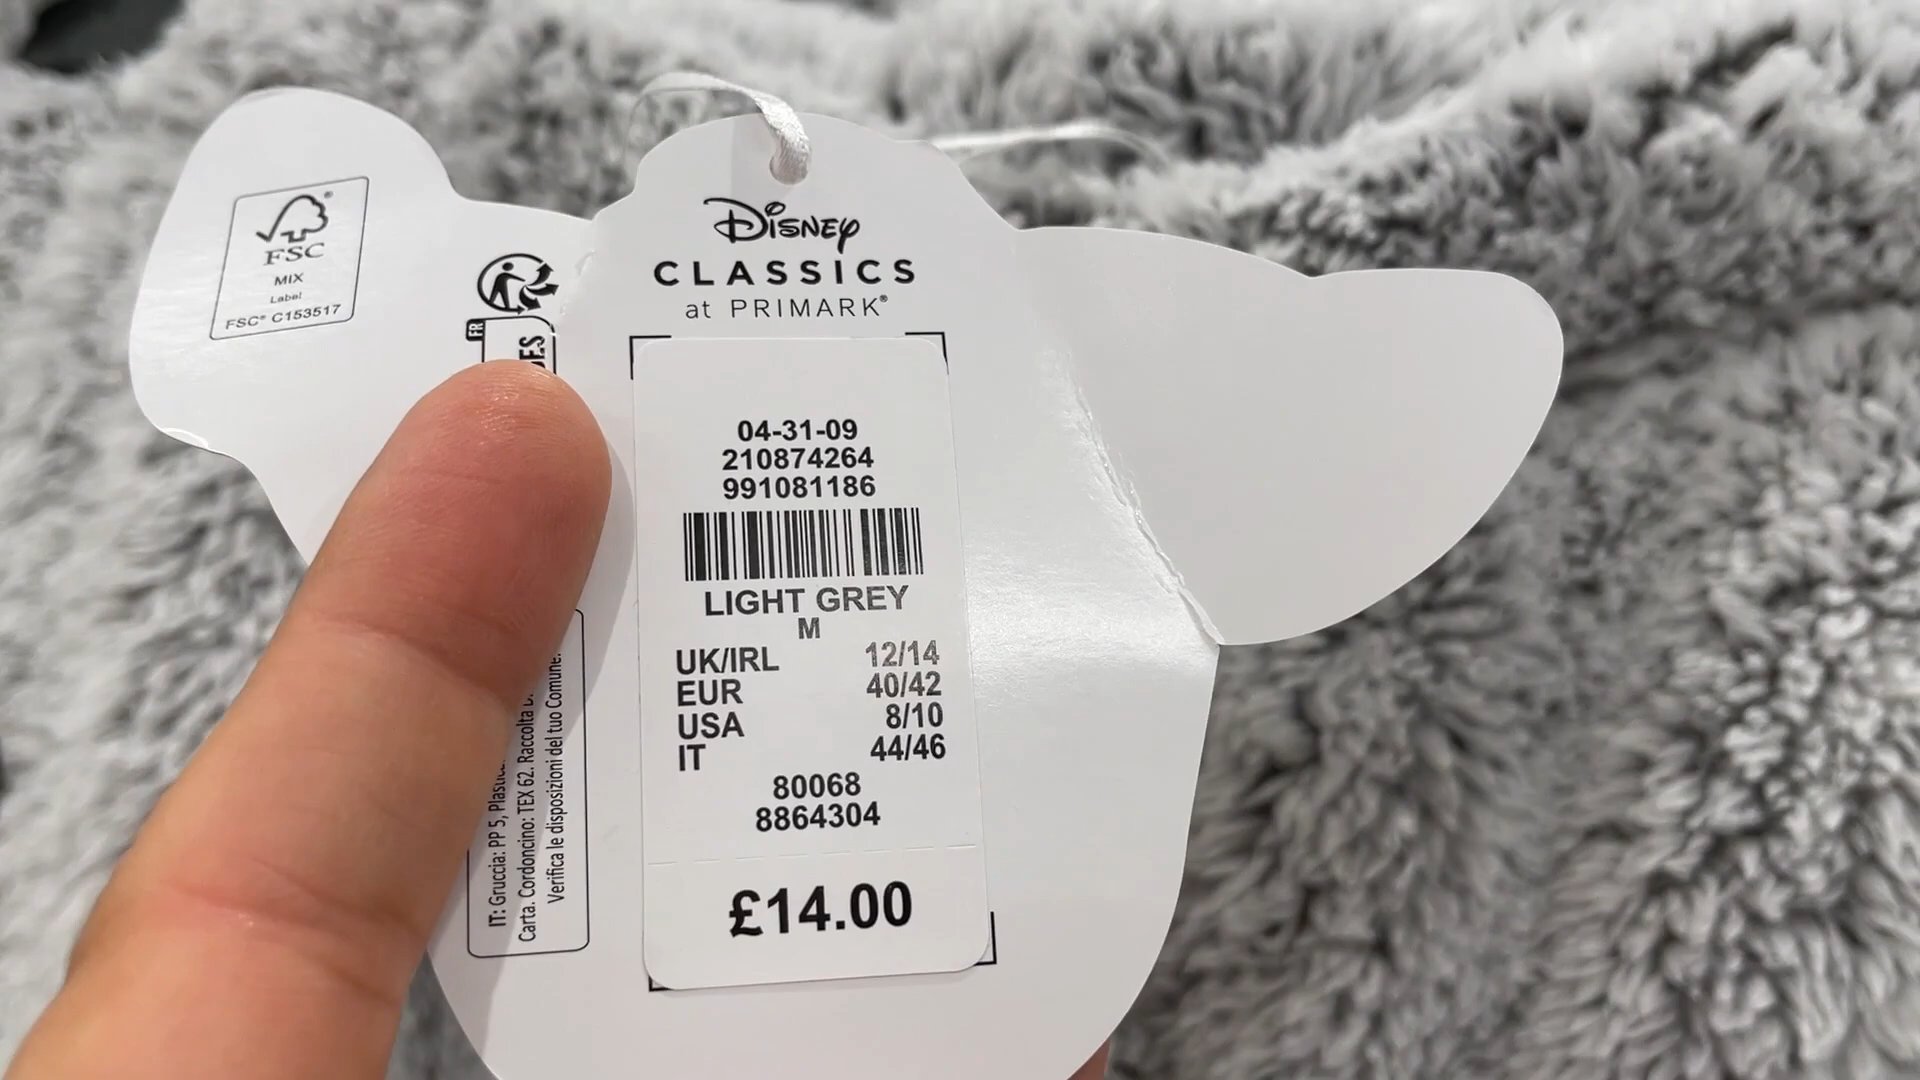 FSC®
MIX
Label
FSC® C153517
FR
Disney
CLASSICS
at PRIMARK®
04-31-09
210874264
991081186
LIGHT GREY
M
UK/IRL 12/14
EUR 40/42
USA 8/10
IT 44/46
80068
8864304
£14.00
IT: Gruccia: PP 5, 
Carta. Cordoncino: TEX 62. Raccolta
Verifica le disposizioni del tuo Comune.